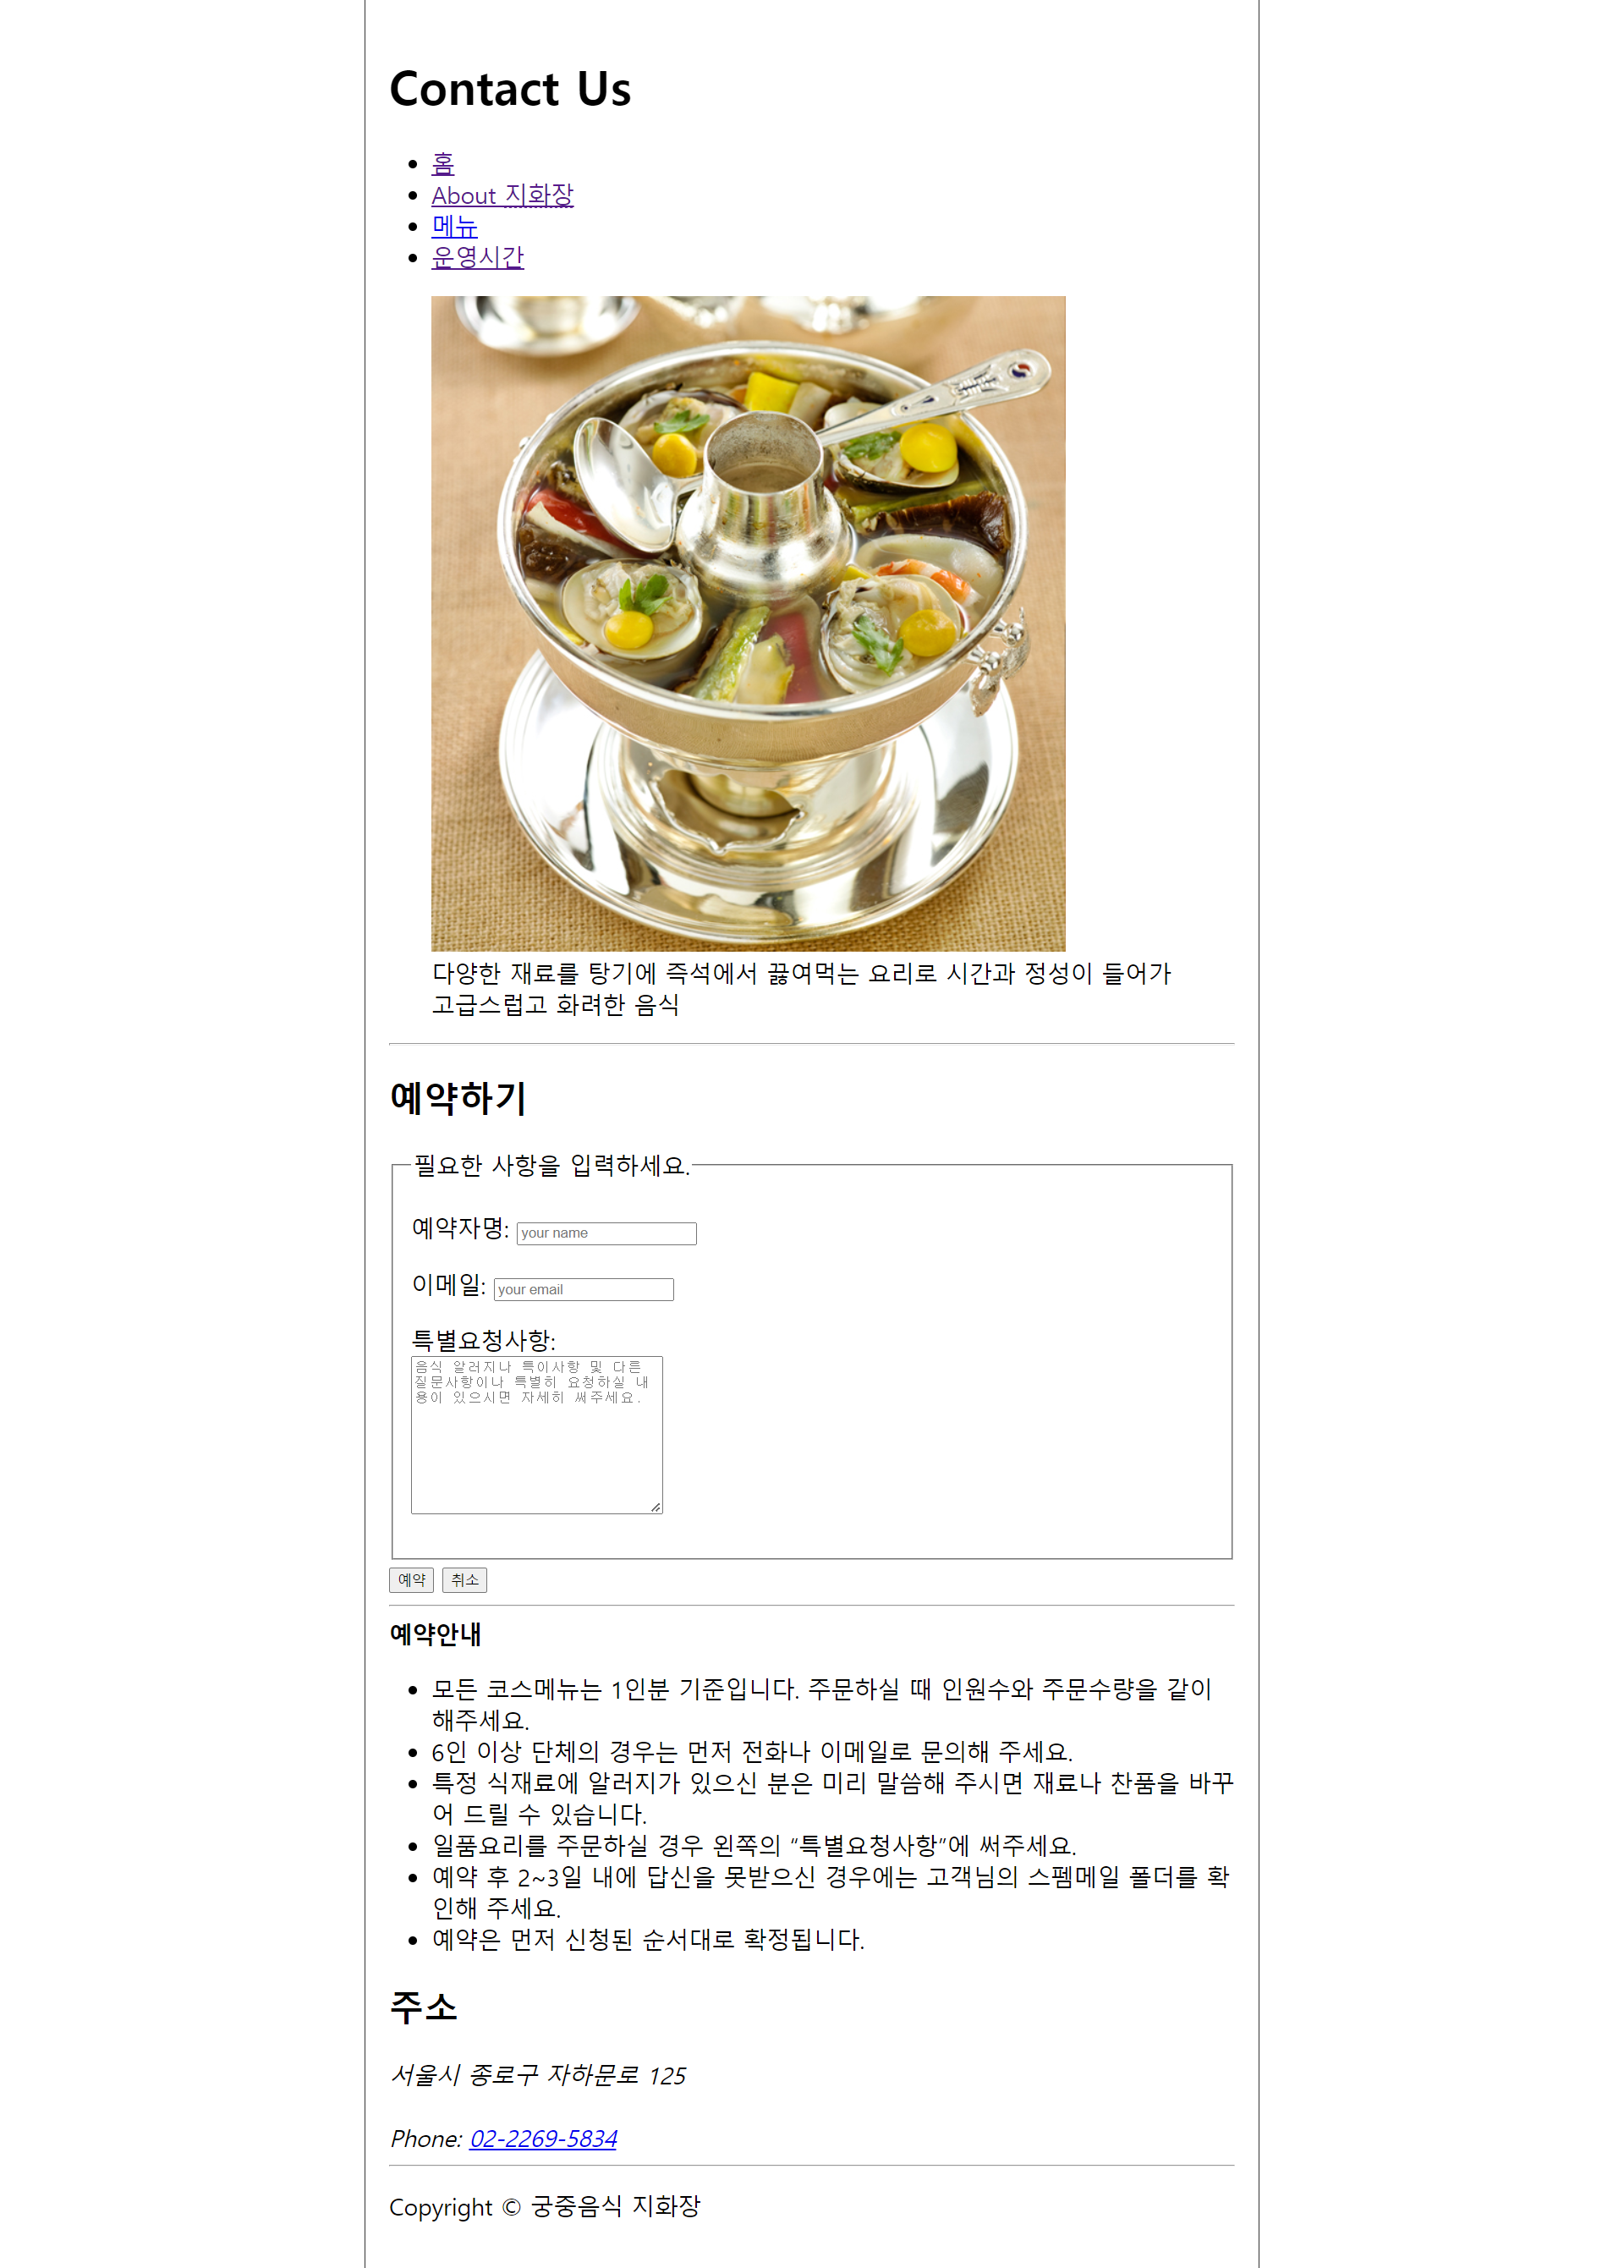 Contact Us
홈
About 지화장
메뉴
운영시간
다양한 재료를 탕기에 즉석에서 끓여먹는 요리로 시간과 정성이 들어가
고급스럽고 화려한 음식
예약하기
필요한 사항을 입력하세요.
예약자명: your name
이메일: your email
특별요청사항:
음식 알러지나 특이사항 및 다른
질문사항이나 특별히 요청하실 내
용이 있으시면 자세히 써주세요.
예약 취소
예약안내
모든 코스메뉴는 1인분 기준입니다. 주문하실 때 인원수와 주문수량을 같이
해주세요.
6인 이상 단체의 경우는 먼저 전화나 이메일로 문의해 주세요.
특정 식재료에 알러지가 있으신 분은 미리 말씀해 주시면 재료나 찬품을 바꾸
어 드릴 수 있습니다.
일품요리를 주문하실 경우 왼쪽의 “특별요청사항”에 써주세요.
예약 후 2~3일 내에 답신을 못받으신 경우에는 고객님의 스펨메일 폴더를 확
인해 주세요.
예약은 먼저 신청된 순서대로 확정됩니다.
주소
서울시 종로구 자하문로 125
Phone: 02-2269-5834
Copyright © 궁중음식 지화장